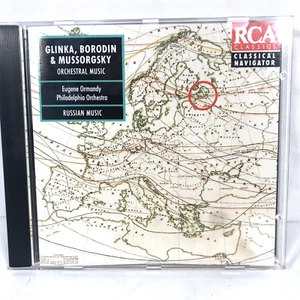 GLINKA, BORODIN
& MUSSORGSKY
ORCHESTRAL MUSIC
Eugene Ormandy
Philadelphia Orchestra
RUSSIAN MUSIC
RCA
CLASSICS
CLASSICAL
NAVIGATOR